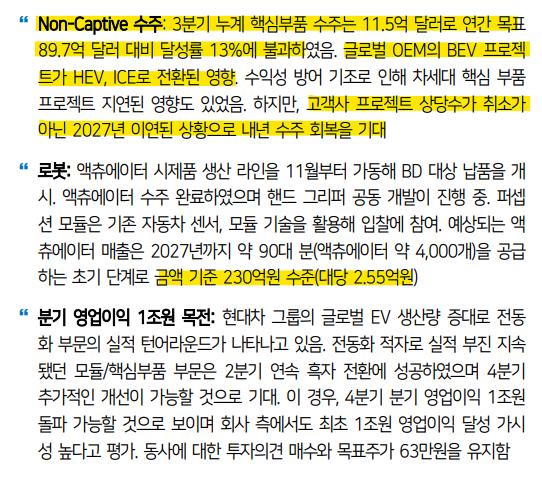 “ Non-Captive 수주: 3분기 누계 핵심부품 수주는 11.5억 달러로 연간 목표
89.7억 달러 대비 달성률 13%에 불과하였음. 글로벌 OEM의 BEV 프로젝
트가 HEV, ICE로 전환된 영향. 수익성 방어 기조로 인해 차세대 핵심 부품
프로젝트 지연된 영향도 있었음. 하지만, 고객사 프로젝트 상당수가 취소가
아닌 2027년 이연된 상황으로 내년 수주 회복을 기대
“ 로봇: 액츄에이터 시제품 생산 라인을 11월부터 가동해 BD 대상 납품을 개
시. 액츄에이터 수주 완료하였으며 핸드 그리퍼 공동 개발이 진행 중. 퍼셉
션 모듈은 기존 자동차 센서, 모듈 기술을 활용해 입찰에 참여. 예상되는 액
츄에이터 매출은 2027년까지 약 90대 분(액츄에이터 약 4,000개)을 공급
하는 초기 단계로 금액 기준 230억원 수준(대당 2.55억원)
“ 분기 영업이익 1조원 목전: 현대차 그룹의 글로벌 EV 생산량 증대로 전동
화 부문의 실적 턴어라운드가 나타나고 있음. 전동화 적자로 실적 부진 지속
됐던 모듈/핵심부품 부문은 2분기 연속 흑자 전환에 성공하였으며 4분기
추가적인 개선이 가능할 것으로 기대. 이 경우, 4분기 분기 영업이익 1조원
돌파 가능할 것으로 보이며 회사 측에서도 최초 1조원 영업이익 달성 가시
성 높다고 평가. 동사에 대한 투자의견 매수와 목표주가 63만원을 유지함